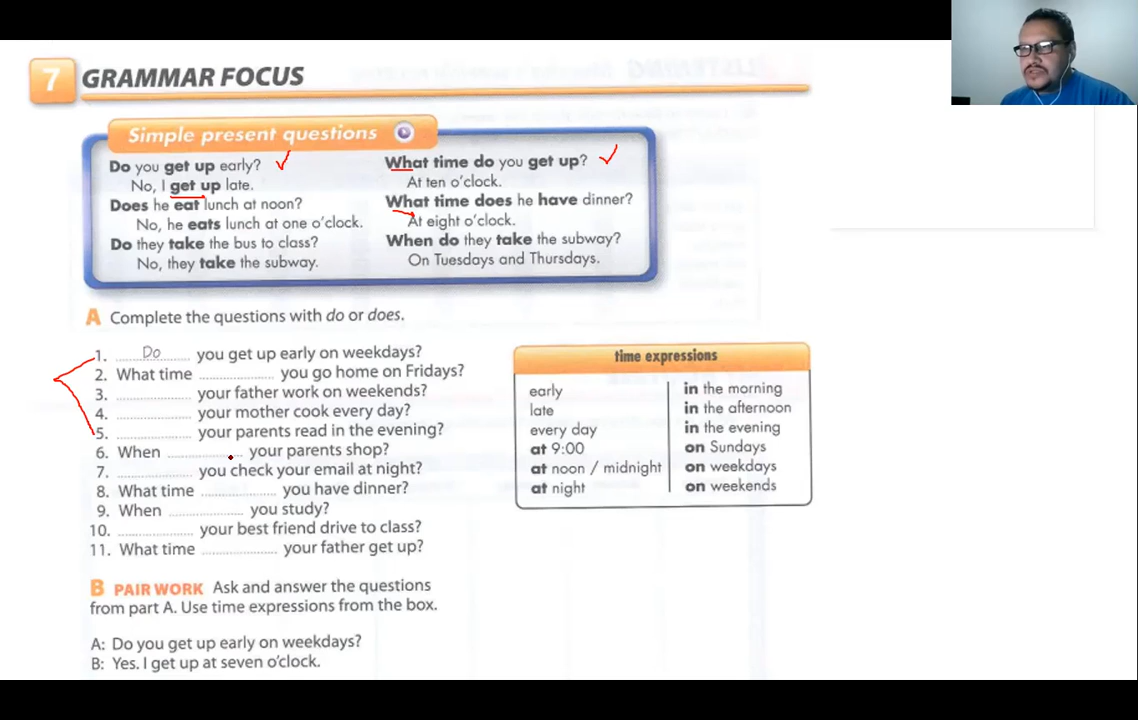 7 GRAMMAR FOCUS
Simple present questions
Do you get up early?
No, I get up late.
Does he eat lunch at noon?
No, he eats lunch at one o'clock.
Do they take the bus to class?
No, they take the subway.
What time do you get up?
At ten o'clock.
What time does he have dinner?
At eight o'clock.
When do they take the subway?
On Tuesdays and Thursdays.
A Complete the questions with do or does.
1. Do you get up early on weekdays?
2. What time ............... you go home on Fridays?
3. ............... your father work on weekends?
4. ............... your mother cook every day?
5. ............... your parents read in the evening?
6. When ............... your parents shop?
7. ............... you check your email at night?
8. What time ............... you have dinner?
9. When ............... you study?
10. ............... your best friend drive to class?
11. What time ............... your father get up?
time expressions
early
late
every day
at 9:00
at noon / midnight
at night
in the morning
in the afternoon
in the evening
on Sundays
on weekdays
on weekends
B PAIR WORK Ask and answer the questions
from part A. Use time expressions from the box.
A: Do you get up early on weekdays?
B: Yes. I get up at seven o'clock.